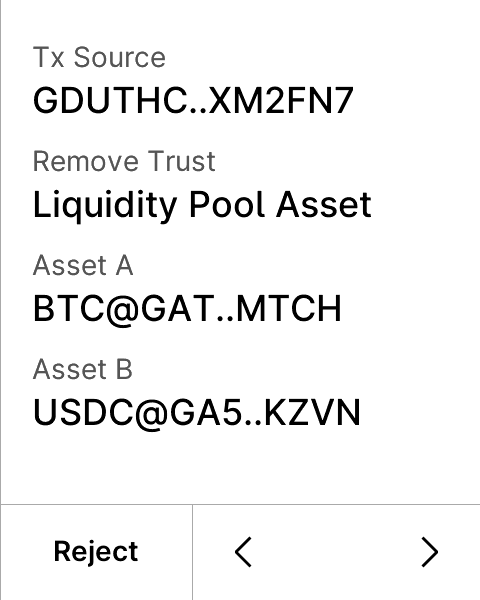 Tx Source
GDUTHC..XM2FN7
Remove Trust
Liquidity Pool Asset
Asset A
BTC@GAT..MTCH
Asset B
USDC@GA5..KZVN
Reject